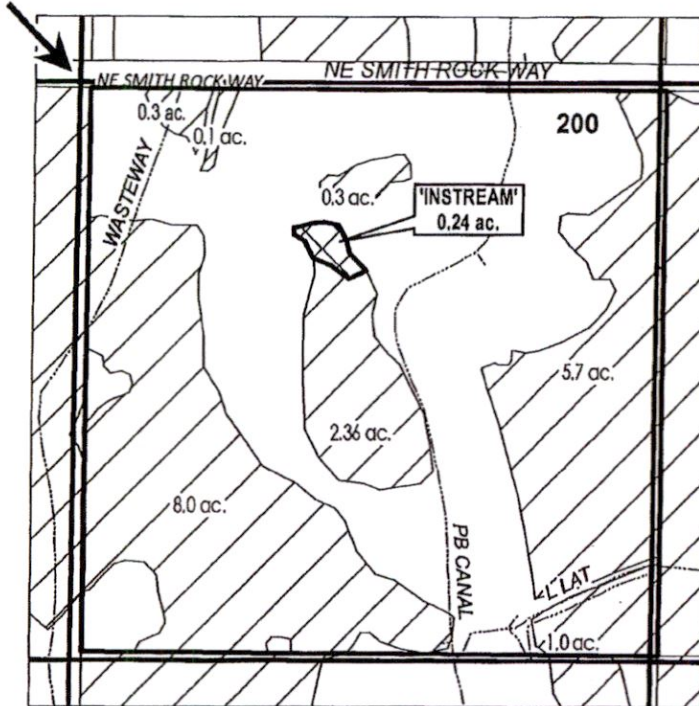 NE SMITH ROCK WAY
NE SMITH ROCK WAY
0.3 ac.
0.1 ac.
200
WASTEWAY
0.3 ac.
'INSTREAM'
0.24 ac.
5.7 ac.
2.36 ac.
8.0 ac.
PB CANAL
L LAT
1.0 ac.